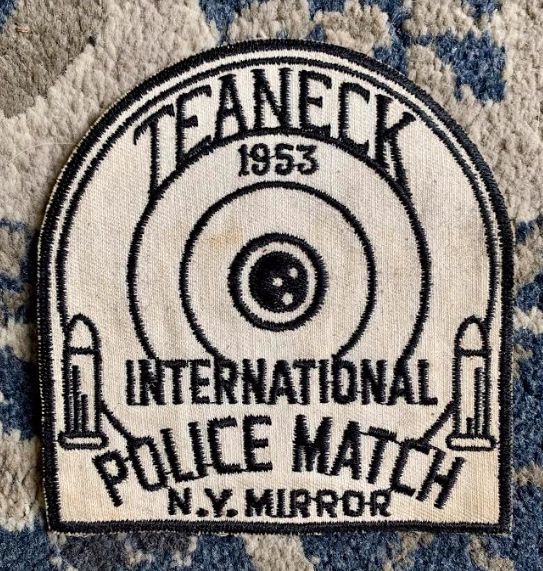 TEANECK
1953
INTERNATIONAL
POLICE MATCH
N.Y. MIRROR